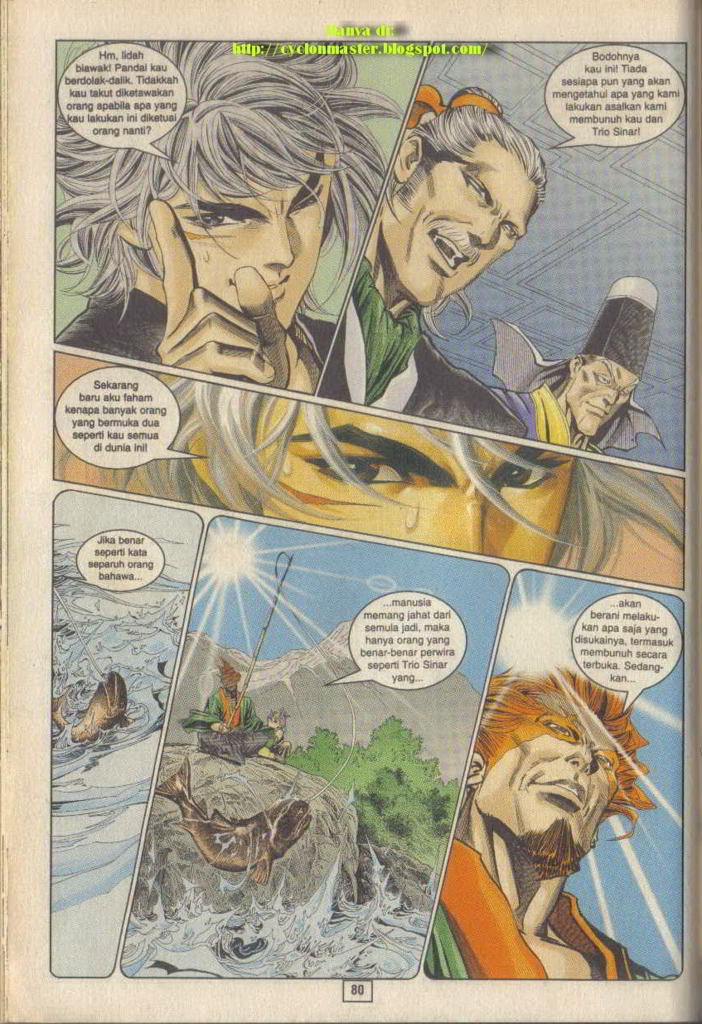 Hanya di:
http://cyclonmaster.blogspot.com/
Hm, lidah
biawak! Pandai kau
berdolak-dalik. Tidakkah
kau takut diketawakan
orang apabila apa yang
kau lakukan ini diketuai
orang nanti?
Bodohnya
kau ini! Tiada
sesiapa pun yang akan
mengetahui apa yang kami
lakukan asalkan kami
membunuh kau dan
Trio Sinar!
Sekarang
baru aku faham
kenapa banyak orang
yang bermuka dua
seperti kau semua
di dunia ini!
Jika benar
seperti kata
separuh orang
bahawa...
...manusia
memang jahat dari
semula jadi, maka
hanya orang yang
benar-benar perwira
seperti Trio Sinar
yang...
...akan
berani melaku-
kan apa saja yang
disukainya, termasuk
membunuh secara
terbuka. Sedang-
kan...
80